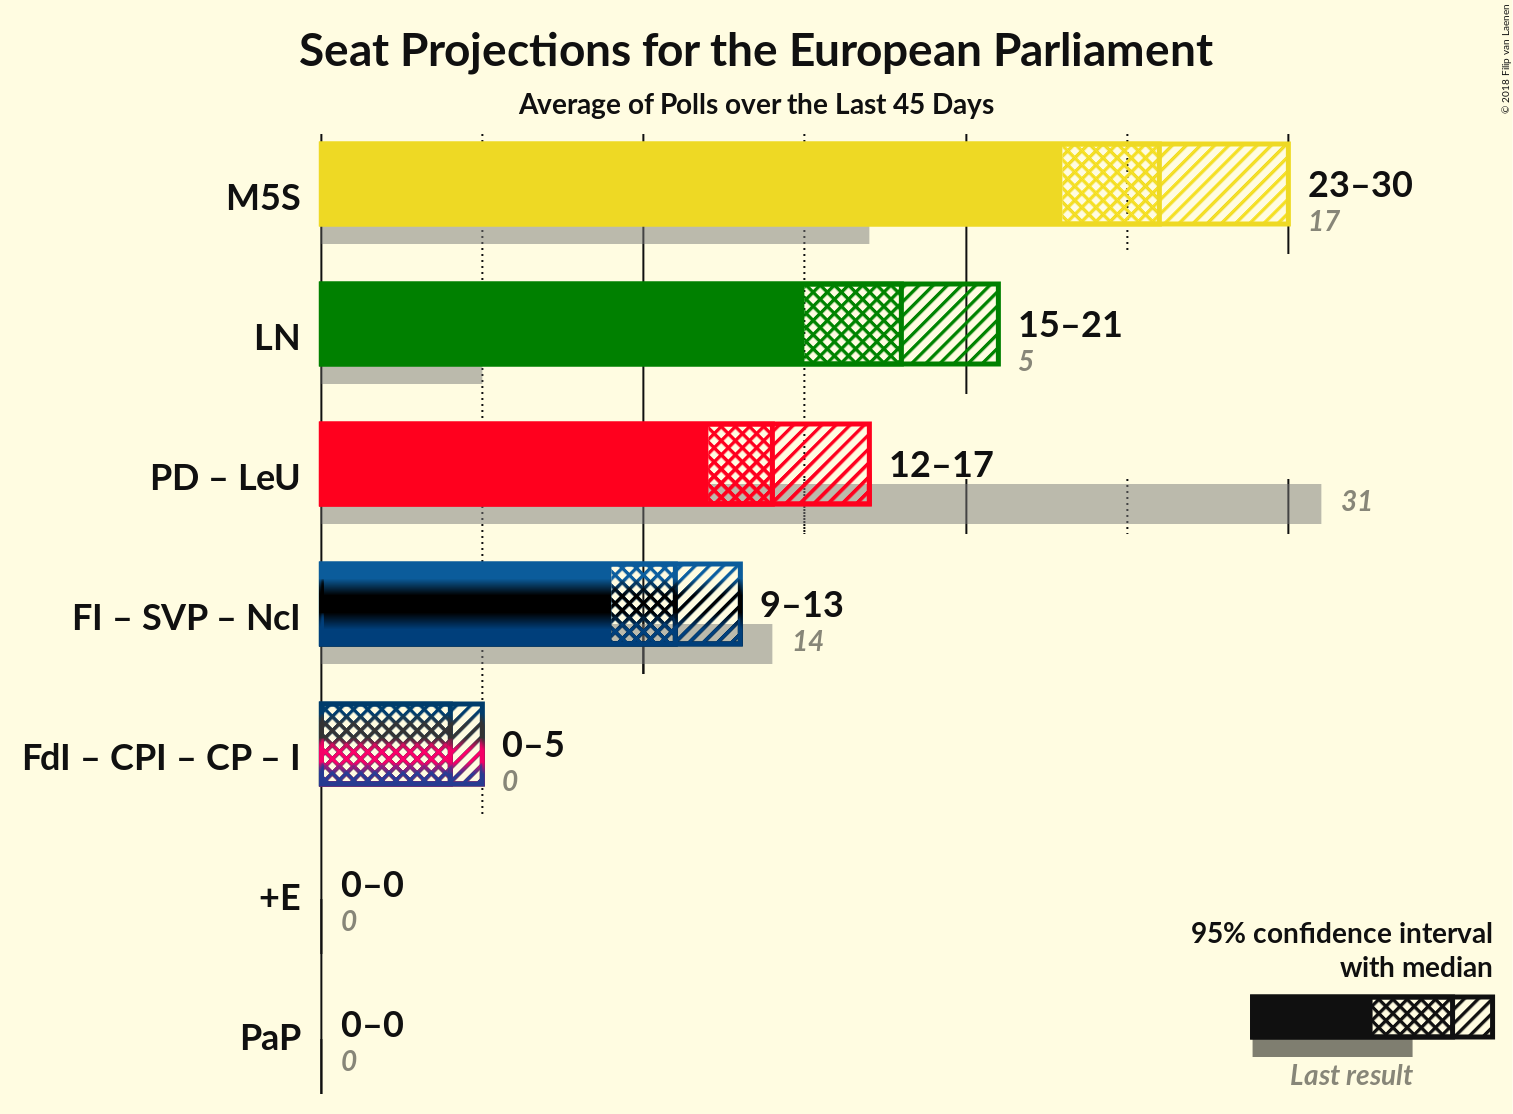 Seat Projections for the European Parliament
Average of Polls over the Last 45 Days
© 2018 Filip van Laenen
M5S
23–30
17
LN
15–21
5
PD – LeU
12–17
31
FI – SVP – NcI
9–13
14
FdI – CPI – CP – I
0–5
0
+E
0–0
0
PaP
0–0
0
95% confidence interval
with median
Last result